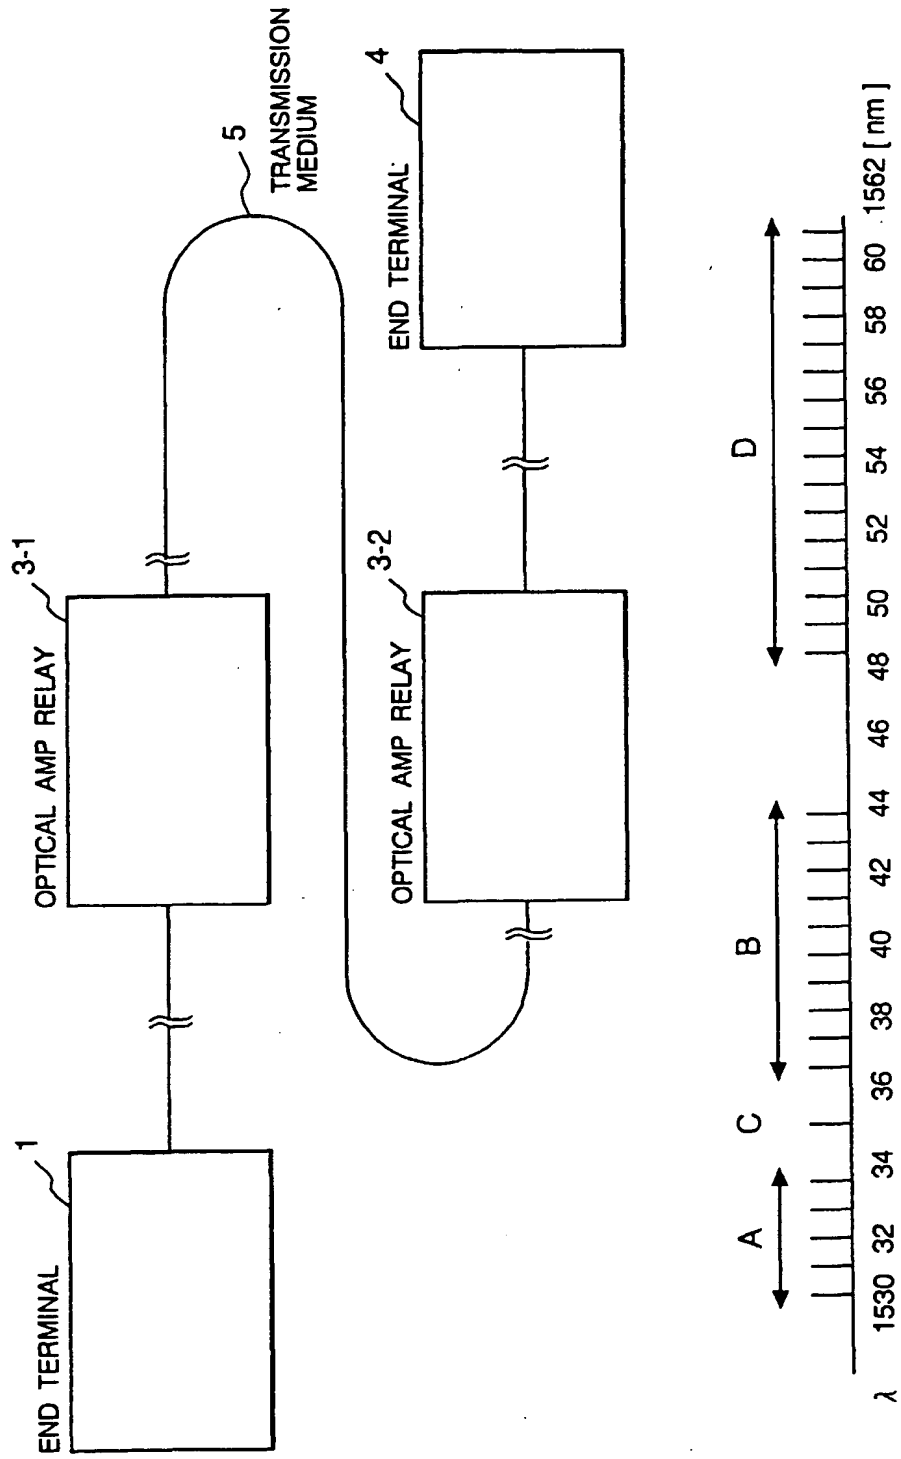 END TERMINAL
1
OPTICAL AMP RELAY
3-1
5
TRANSMISSION
MEDIUM
OPTICAL AMP RELAY
3-2
END TERMINAL
4
A
C
B
D
λ
1530 32 34 36 38 40 42 44 46 48 50 52 54 56 58 60 1562 [ nm ]